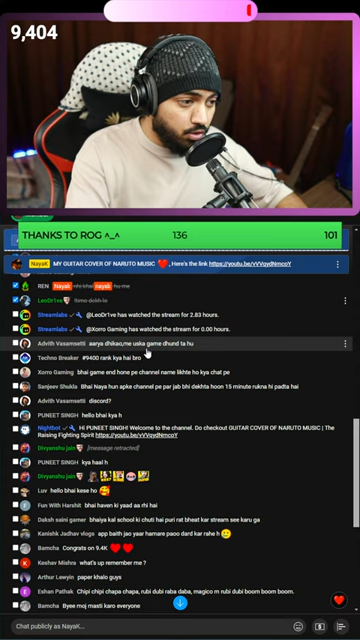 9,404
THANKS TO ROG ^_^ 136 101
NayaK MY GUITAR COVER OF NARUTO MUSIC ❤️, Here's the link https://youtu.be/vVVqydNmcoY
REN Nayak nhi kha Nayak hu me
LeoDr1ve !time dekh la
Streamlabs @LeoDr1ve has watched the stream for 2.83 hours.
Streamlabs @Xorro Gaming has watched the stream for 0.00 hours.
Advith Vasamsetti aarya dhikao,me uska game dhund ta hu
Techno Breaker #9400 rank kya hai bro
Xorro Gaming bhai game end hone pe channel name likhte ho kya chat pe
Sanjeev Shukla Bhai Naya hun apke channel pe par jab bhi dekhta hoon 15 minute rukna hi padta hai
Advith Vasamsetti discord?
PUNEET SINGH hello bhai kya h
Nightbot Hi PUNEET SINGH! Welcome to the channel. Do checkout GUITAR COVER OF NARUTO MUSIC | The
Raising Fighting Spirit https://youtu.be/vVVqydNmcoY
Divyanshu jain [message retracted]
PUNEET SINGH kya haal h
Divyanshu jain
Luv hello bhai kese ho 🥰
Fun With Harshit bhai haven ki yaad aa rhi hai
Daksh saini gamer bhaiya kal school ki chuti hai puri rat bheat kar stream see karu ga
Kanishk Jadhav vlogs app baith jao yaar hamare paon dard kar rahe h
Bamcha Congrats on 9.4K ❤️❤️
Keshav Mishra what's up remember me ?
Arthur Lewyin paper khalo guys
Eshan Pathak Chipi chipi chapa chapa, rubi dubi raba daba, magico m rubi dubi boom boom boom.
Bamcha Byee moj masti karo everyone
Chat publicly as NayaK...